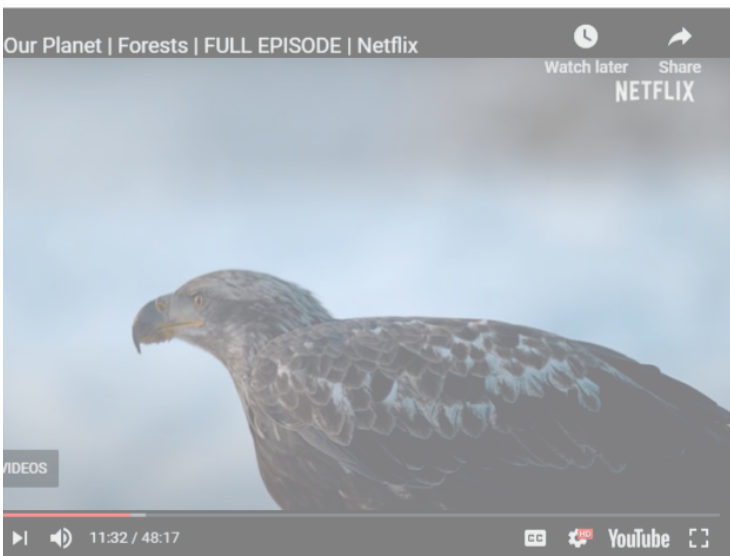 Our Planet | Forests | FULL EPISODE | Netflix
Watch later Share
NETFLIX
VIDEOS
11:32 / 48:17
CC HD YouTube